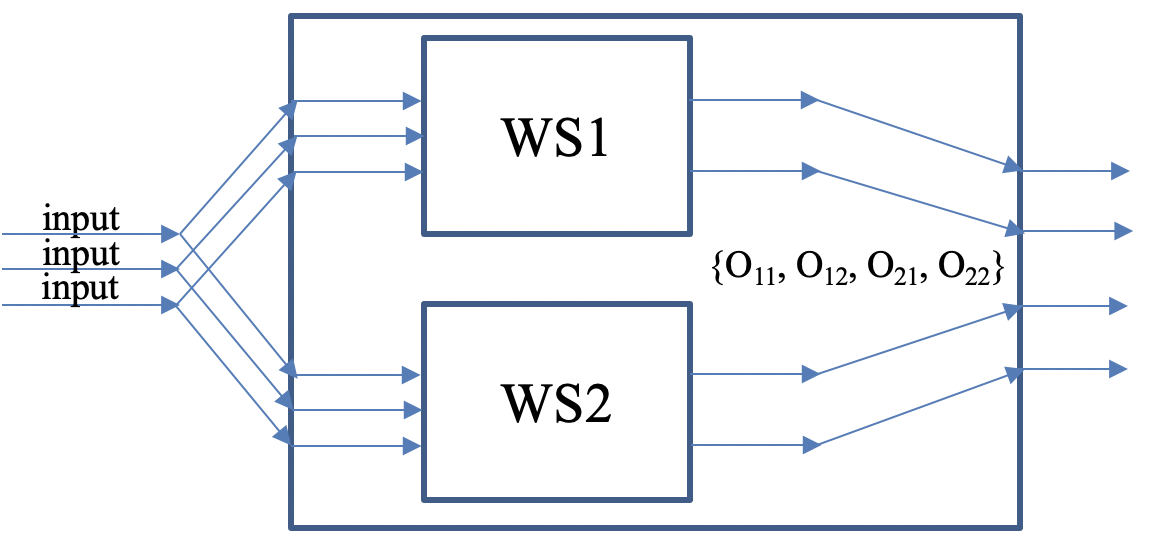 WS1
input
input
input
{O₁₁, O₁₂, O₂₁, O₂₂}
WS2